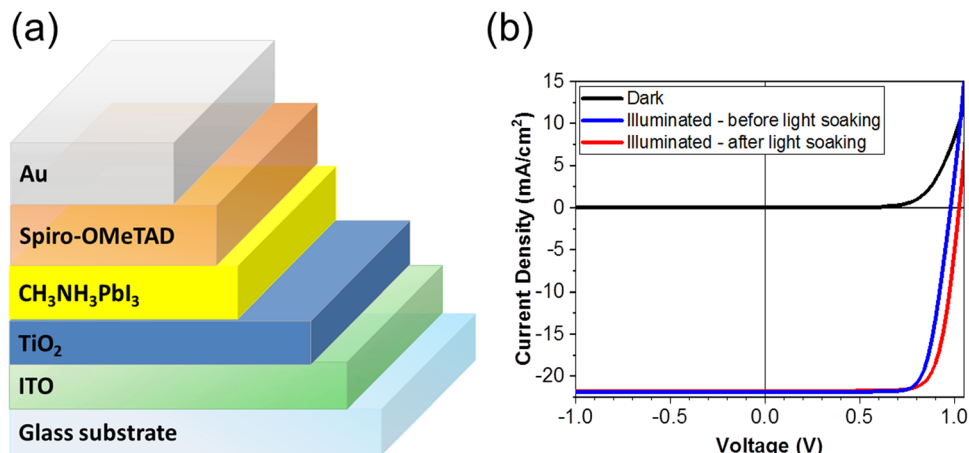 (a)
Au
Spiro-OMeTAD
CH₃NH₃PbI₃
TiO₂
ITO
Glass substrate
(b)
Dark
Illuminated - before light soaking
Illuminated - after light soaking
Current Density (mA/cm²)
15
10
5
0
-5
-10
-15
-20
-1.0
-0.5
0.0
0.5
1.0
Voltage (V)